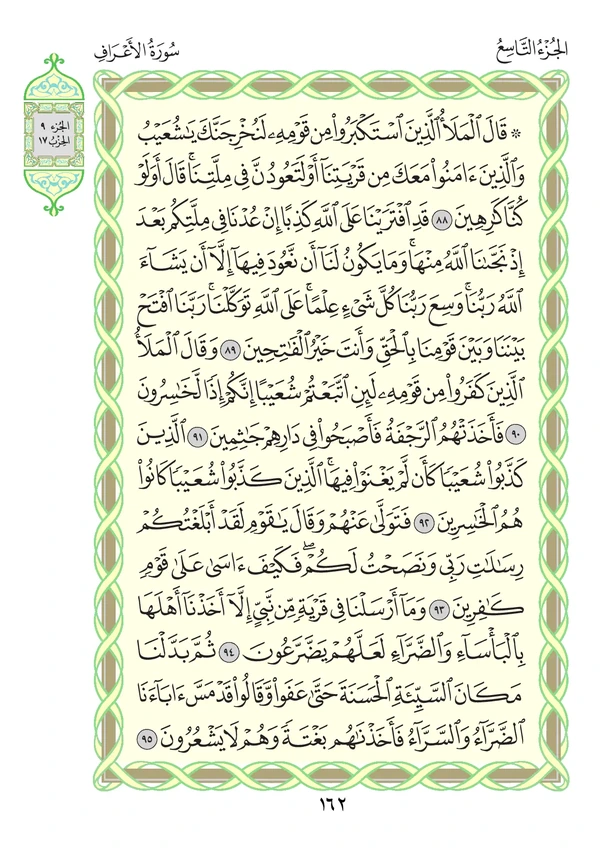 الجُزْءُ التَّاسِعُ
سُورَةُ الأَعْرَافِ
الجُزْء ٩
الحِزْبُ ١٧
۞ قَالَ ٱلْمَلَأُ ٱلَّذِينَ ٱسْتَكْبَرُوا۟ مِن قَوْمِهِۦ لَنُخْرِجَنَّكَ يَـٰشُعَيْبُ
وَٱلَّذِينَ ءَامَنُوا۟ مَعَكَ مِن قَرْيَتِنَآ أَوْ لَتَعُودُنَّ فِى مِلَّتِنَا ۚ قَالَ أَوَلَوْ
كُنَّا كَـٰرِهِينَ ٨٨ قَدِ ٱفْتَرَيْنَا عَلَى ٱللَّهِ كَذِبًا إِنْ عُدْنَا فِى مِلَّتِكُم بَعْدَ
إِذْ نَجَّىٰنَا ٱللَّهُ مِنْهَا ۚ وَمَا يَكُونُ لَنَآ أَن نَّعُودَ فِيهَآ إِلَّآ أَن يَشَآءَ
ٱللَّهُ رَبُّنَا ۚ وَسِعَ رَبُّنَا كُلَّ شَىْءٍ عِلْمًا ۚ عَلَى ٱللَّهِ تَوَكَّلْنَا ۚ رَبَّنَا ٱفْتَحْ
بَيْنَنَا وَبَيْنَ قَوْمِنَا بِٱلْحَقِّ وَأَنتَ خَيْرُ ٱلْفَـٰتِحِينَ ٨٩ وَقَالَ ٱلْمَلَأُ
ٱلَّذِينَ كَفَرُوا۟ مِن قَوْمِهِۦ لَئِنِ ٱتَّبَعْتُمْ شُعَيْبًا إِنَّكُمْ إِذًا لَّخَـٰسِرُونَ
٩٠ فَأَخَذَتْهُمُ ٱلرَّجْفَةُ فَأَصْبَحُوا۟ فِى دَارِهِمْ جَـٰثِمِينَ ٩١ ٱلَّذِينَ
كَذَّبُوا۟ شُعَيْبًا كَأَن لَّمْ يَغْنَوْا۟ فِيهَا ۚ ٱلَّذِينَ كَذَّبُوا۟ شُعَيْبًا كَانُوا۟
هُمُ ٱلْخَـٰسِرِينَ ٩٢ فَتَوَلَّىٰ عَنْهُمْ وَقَالَ يَـٰقَوْمِ لَقَدْ أَبْلَغْتُكُمْ
رِسَـٰلَـٰتِ رَبِّى وَنَصَحْتُ لَكُمْ ۖ فَكَيْفَ ءَاسَىٰ عَلَىٰ قَوْمٍ
كَـٰفِرِينَ ٩٣ وَمَآ أَرْسَلْنَا فِى قَرْيَةٍ مِّن نَّبِىٍّ إِلَّآ أَخَذْنَآ أَهْلَهَا
بِٱلْبَأْسَآءِ وَٱلضَّرَّآءِ لَعَلَّهُمْ يَضَّرَّعُونَ ٩٤ ثُمَّ بَدَّلْنَا
مَكَانَ ٱلسَّيِّئَةِ ٱلْحَسَنَةَ حَتَّىٰ عَفَوا۟ وَّقَالُوا۟ قَدْ مَسَّ ءَابَآءَنَا
ٱلضَّرَّآءُ وَٱلسَّرَّآءُ فَأَخَذْنَـٰهُم بَغْتَةً وَهُمْ لَا يَشْعُرُونَ ٩٥
١٦٢